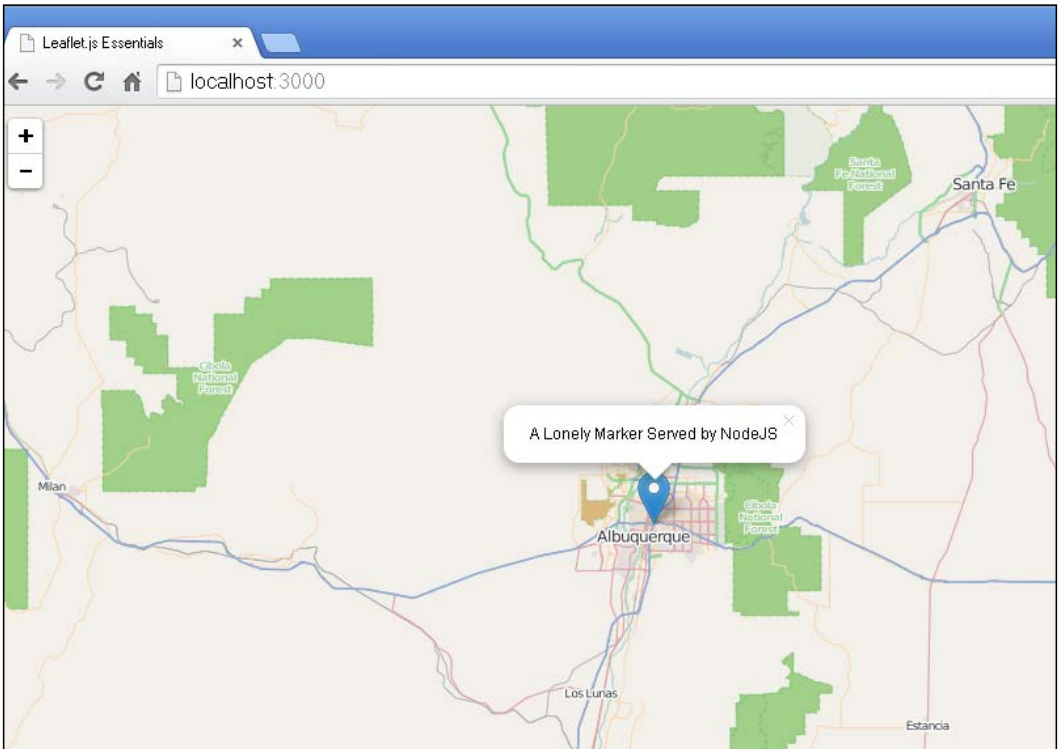 Leaflet.js Essentials
localhost:3000
+
-
Santa
Fe National
Forest
Santa Fe
Cibola
National
Forest
A Lonely Marker Served by NodeJS
Milan
Cibola
National
Forest
Albuquerque
Los Lunas
Estancia